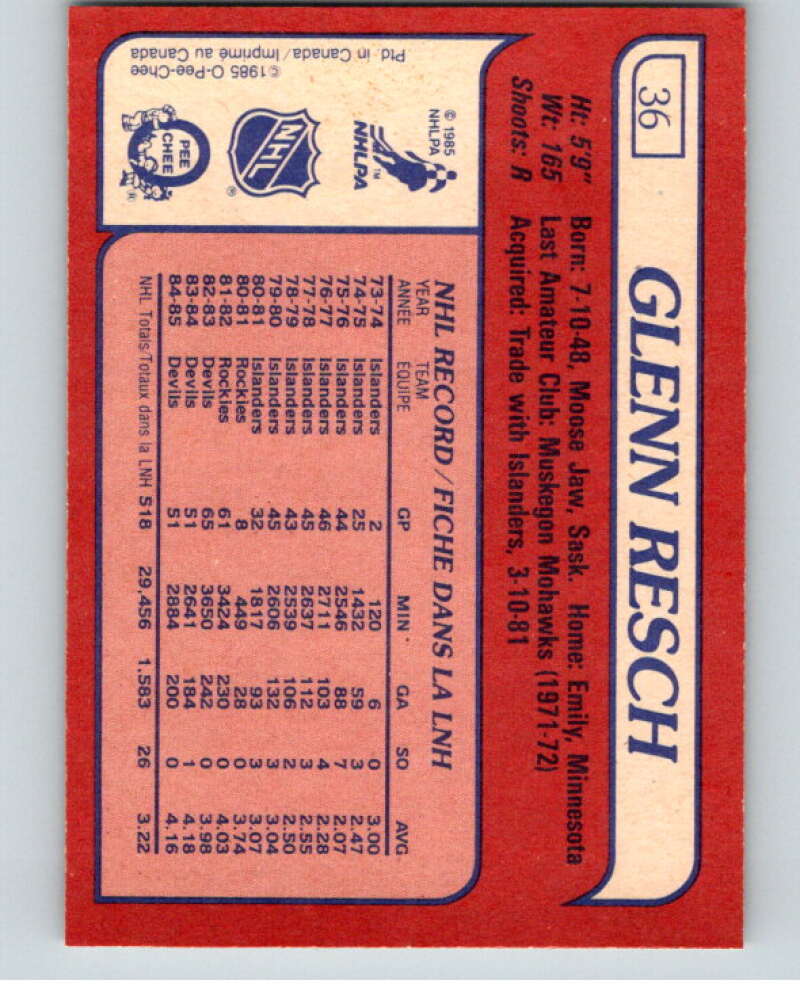 36
GLENN RESCH
Ht: 5'9" Born: 7-10-48, Moose Jaw, Sask. Home: Emily, Minnesota
Wt: 165 Last Amateur Club: Muskegon Mohawks (1971-72)
Shoots: R Acquired: Trade with Islanders, 3-10-81
© 1985
NHLPA
NHLPA™
NHL ®
O PEE CHEE ®
©1985 O-Pee-Chee
Ptd. in Canada/Imprimé au Canada
NHL RECORD/FICHE DANS LA LNH
YEAR TEAM
ANNÉE ÉQUIPE GP MIN. GA SO AVG
73-74 Islanders 2 120 6 0 3.00
74-75 Islanders 25 1432 59 3 2.47
75-76 Islanders 44 2546 88 7 2.07
76-77 Islanders 46 2711 103 4 2.28
77-78 Islanders 45 2637 112 3 2.55
78-79 Islanders 43 2539 106 2 2.50
79-80 Islanders 45 2606 132 3 3.04
80-81 Islanders 32 1817 93 3 3.07
80-81 Rockies 8 449 28 0 3.74
81-82 Rockies 61 3424 230 0 4.03
82-83 Devils 65 3650 242 0 3.98
83-84 Devils 51 2641 184 1 4.18
84-85 Devils 51 2884 200 0 4.16
NHL Totals/Totaux dans la LNH 518 29,456 1.583 26 3.22